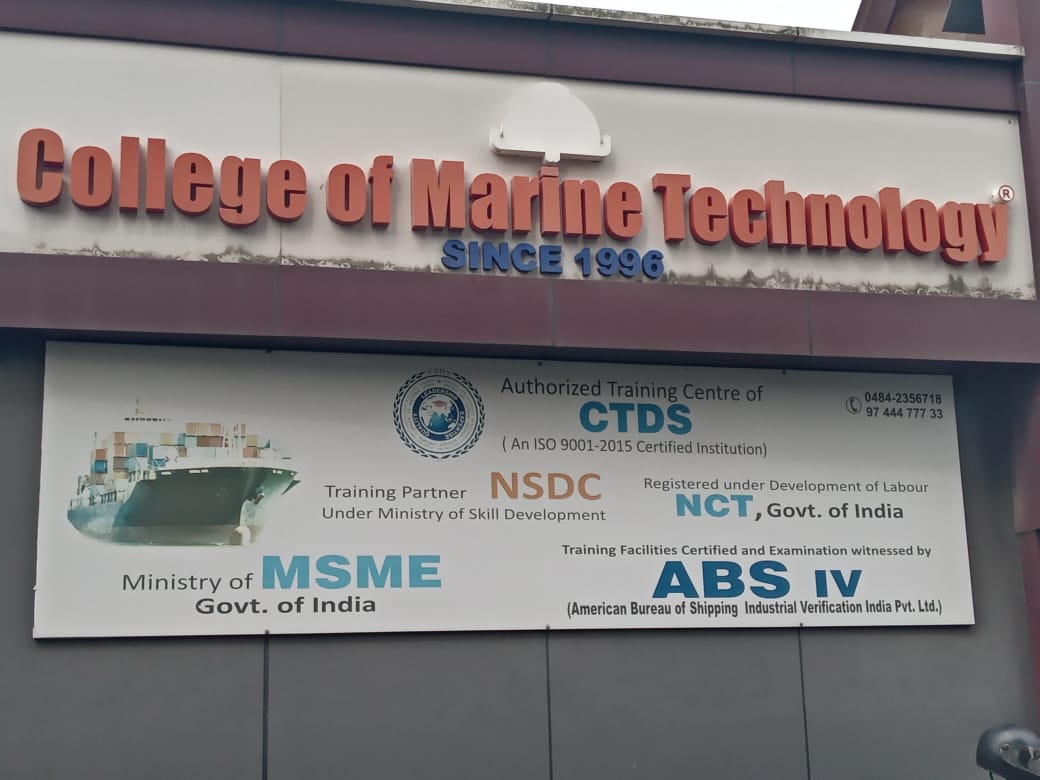 College of Marine Technology ®
SINCE 1996
CTDS
LEADERSHIP
Authorized Training Centre of
CTDS
( An ISO 9001-2015 Certified Institution)
0484-2356718
97 444 777 33
Training Partner NSDC
Under Ministry of Skill Development
Registered under Development of Labour
NCT, Govt. of India
Ministry of MSME
Govt. of India
Training Facilities Certified and Examination witnessed by
ABS IV
(American Bureau of Shipping Industrial Verification India Pvt. Ltd.)